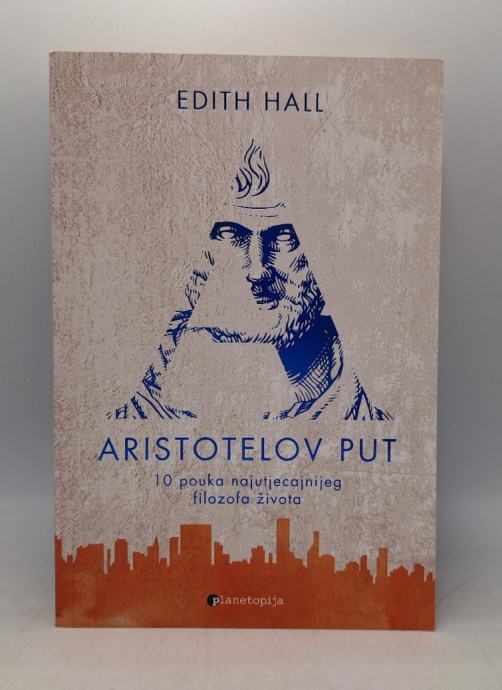 EDITH HALL
ARISTOTELOV PUT
10 pouka najutjecajnijeg
filozofa života
planetopija